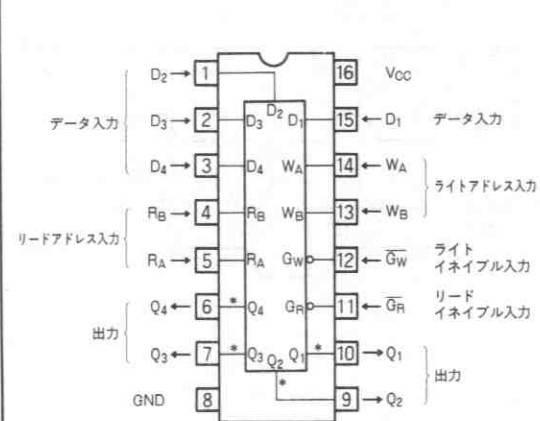 D₂ → 1 16 VCC
データ入力 D₃ → 2 D₂ D₃ D₁ 15 ← D₁ データ入力
D₄ → 3 D₄ WA 14 ← WA
RB → 4 RB WB 13 ← WB ライトアドレス入力
リードアドレス入力
RA → 5 RA GW 12 ← G̅W̅ ライト
イネイブル入力
Q₄ ← 6 * Q₄ GR 11 ← G̅R̅ リード
イネイブル入力
出力
Q₃ ← 7 * Q₃ Q₂ Q₁ * 10 → Q₁
出力
GND 8 * 9 → Q₂